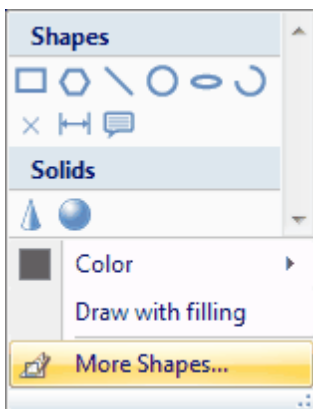 Shapes
Solids
Color
Draw with filling
More Shapes...